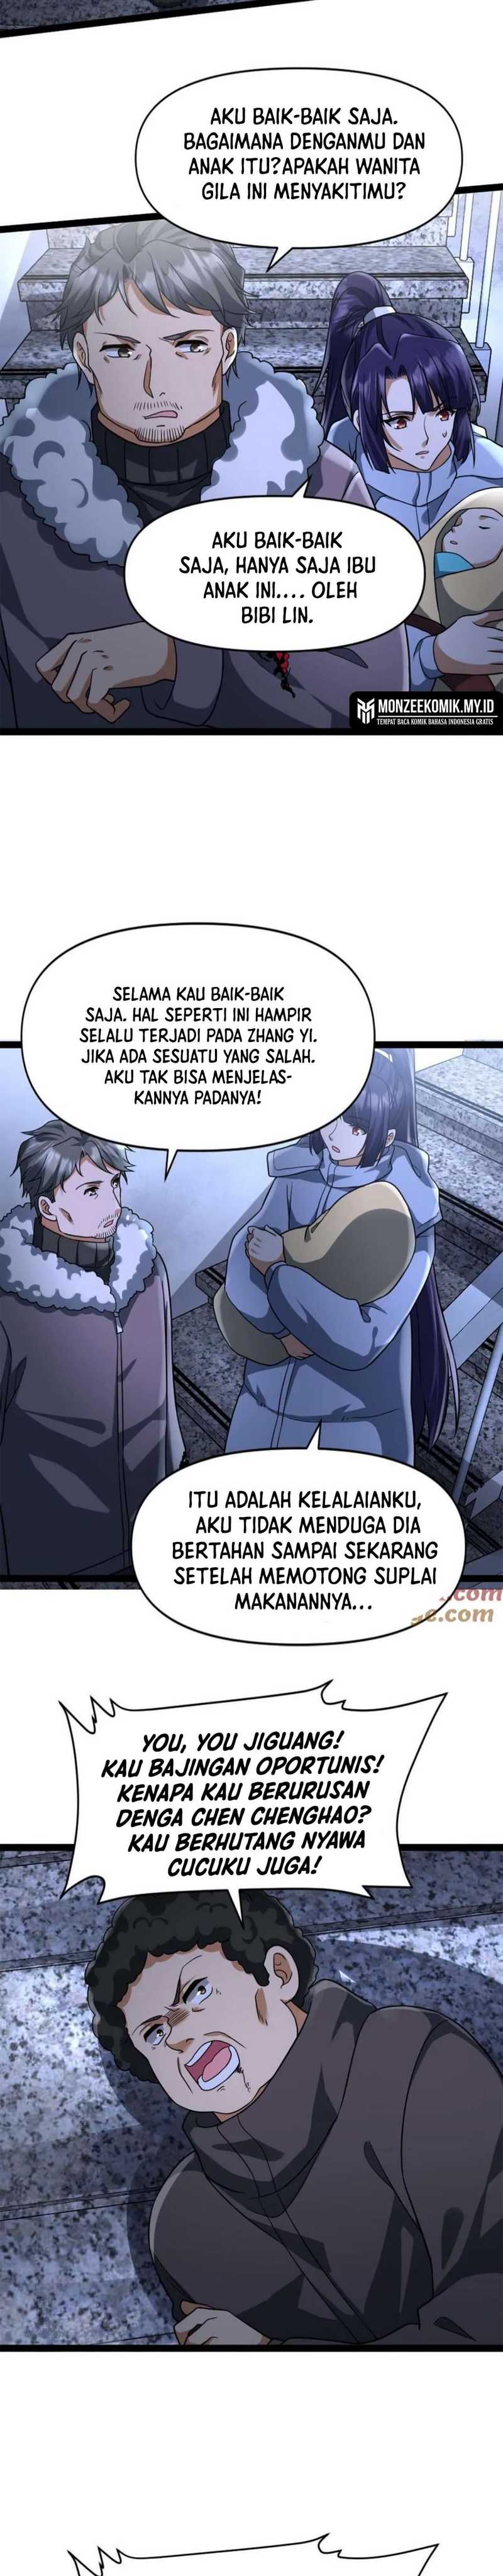 AKU BAIK-BAIK SAJA.
BAGAIMANA DENGANMU DAN
ANAK ITU?APAKAH WANITA
GILA INI MENYAKITIMU?
AKU BAIK-BAIK
SAJA, HANYA SAJA IBU
ANAK INI.... OLEH
BIBI LIN.
MONZEEKOMIK.MY.ID
TEMPAT BACA KOMIK BAHASA INDONESIA GRATIS
SELAMA KAU BAIK-BAIK
SAJA. HAL SEPERTI INI HAMPIR
SELALU TERJADI PADA ZHANG YI.
JIKA ADA SESUATU YANG SALAH.
AKU TAK BISA MENJELAS-
KANNYA PADANYA!
ITU ADALAH KELALAIANKU,
AKU TIDAK MENDUGA DIA
BERTAHAN SAMPAI SEKARANG
SETELAH MEMOTONG SUPLAI
MAKANANNYA...
.com
ge.com
YOU, YOU JIGUANG!
KAU BAJINGAN OPORTUNIS!
KENAPA KAU BERURUSAN
DENGA CHEN CHENGHAO?
KAU BERHUTANG NYAWA
CUCUKU JUGA!